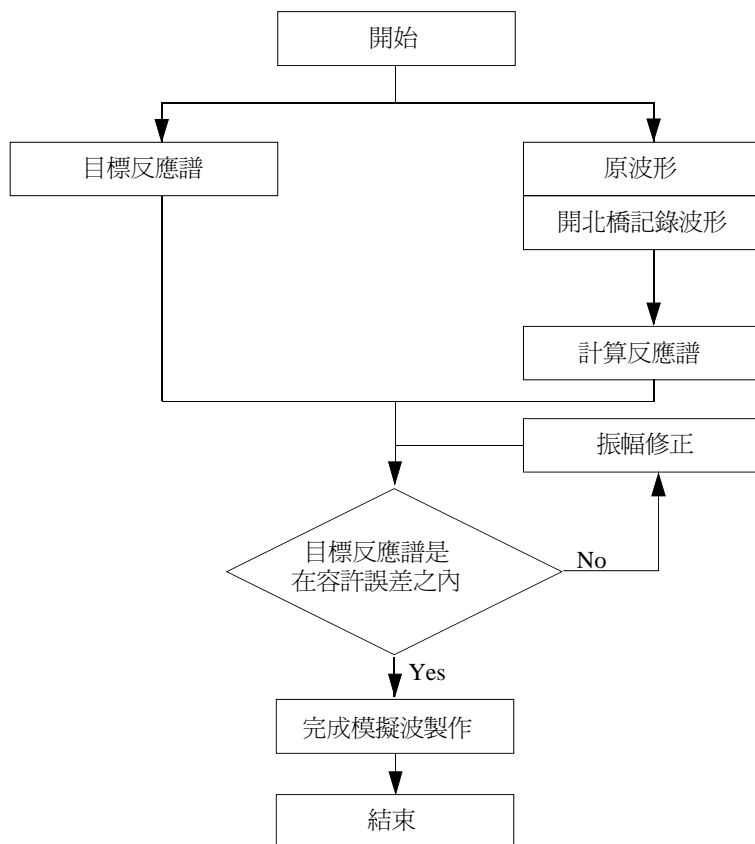 開始
目標反應譜
原波形
開北橋記錄波形
計算反應譜
振幅修正
目標反應譜是
在容許誤差之內
No
Yes
完成模擬波製作
結束